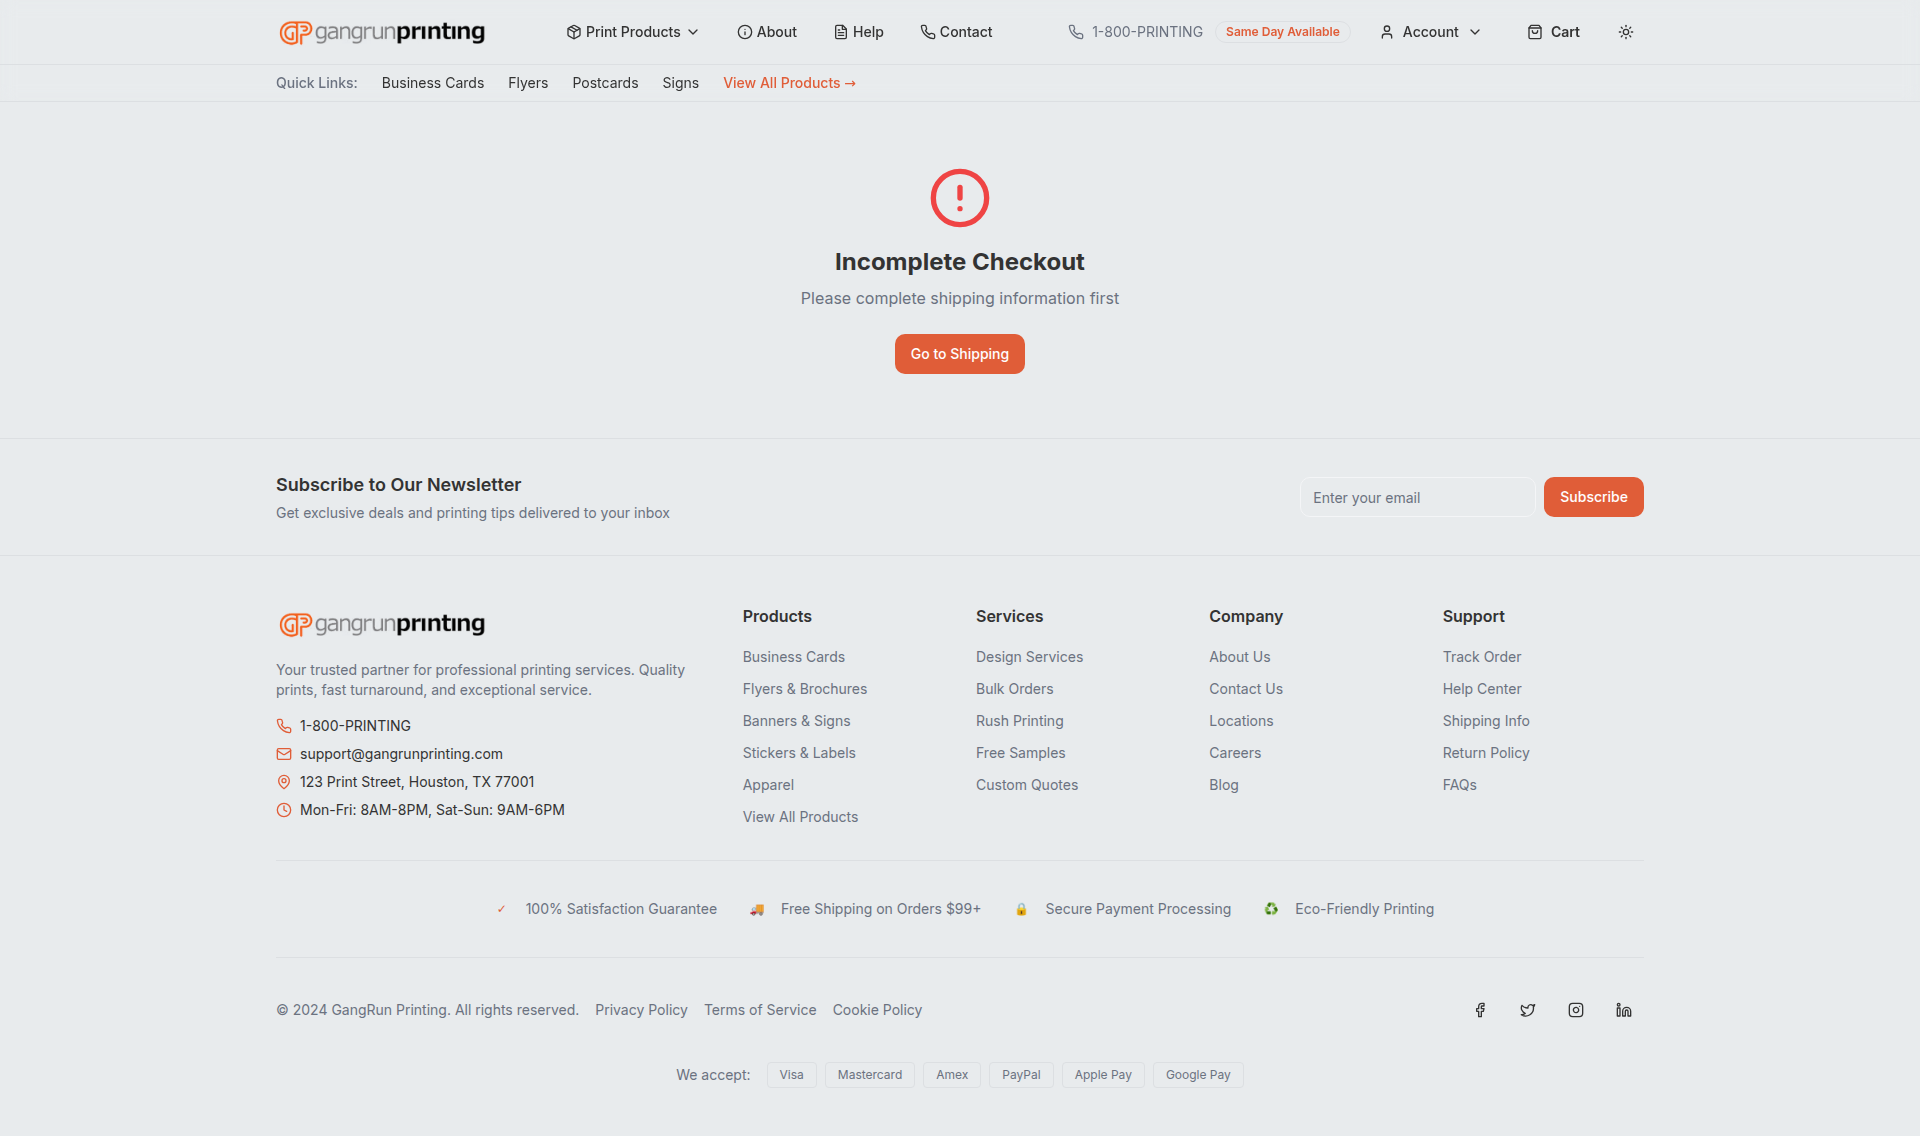 gangrunprinting
Print Products
About
Help
Contact
1-800-PRINTING
Same Day Available
Account
Cart
Quick Links:
Business Cards
Flyers
Postcards
Signs
View All Products →
Incomplete Checkout
Please complete shipping information first
Go to Shipping
Subscribe to Our Newsletter
Get exclusive deals and printing tips delivered to your inbox
Enter your email
Subscribe
gangrunprinting
Your trusted partner for professional printing services. Quality
prints, fast turnaround, and exceptional service.
1-800-PRINTING
support@gangrunprinting.com
123 Print Street, Houston, TX 77001
Mon-Fri: 8AM-8PM, Sat-Sun: 9AM-6PM
Products
Business Cards
Flyers & Brochures
Banners & Signs
Stickers & Labels
Apparel
View All Products
Services
Design Services
Bulk Orders
Rush Printing
Free Samples
Custom Quotes
Company
About Us
Contact Us
Locations
Careers
Blog
Support
Track Order
Help Center
Shipping Info
Return Policy
FAQs
✓ 100% Satisfaction Guarantee
🚚 Free Shipping on Orders $99+
🔒 Secure Payment Processing
♻️ Eco-Friendly Printing
© 2024 GangRun Printing. All rights reserved.
Privacy Policy
Terms of Service
Cookie Policy
We accept:
Visa
Mastercard
Amex
PayPal
Apple Pay
Google Pay